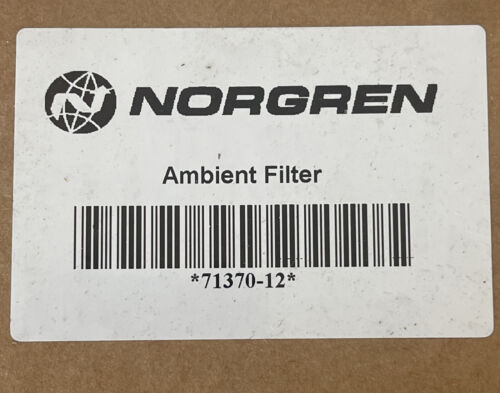 NORGREN
Ambient Filter
*71370-12*